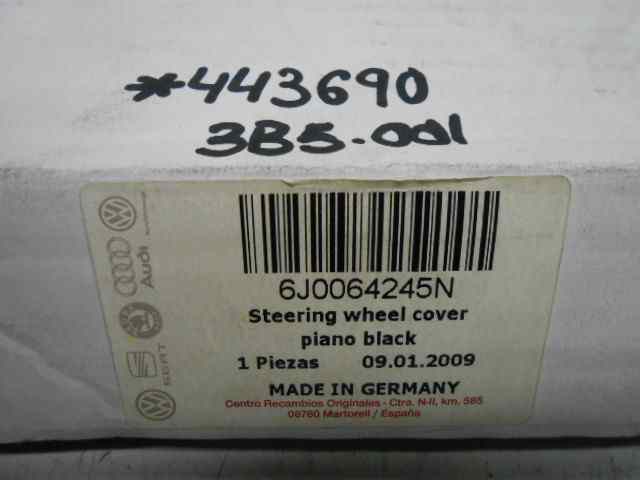 *443690
3B5.001
6J0064245N
Steering wheel cover
piano black
1 Piezas 09.01.2009
MADE IN GERMANY
Centro Recambios Originales - Ctra. N-II, km. 585
08760 Martorell / España
Audi
SEAT